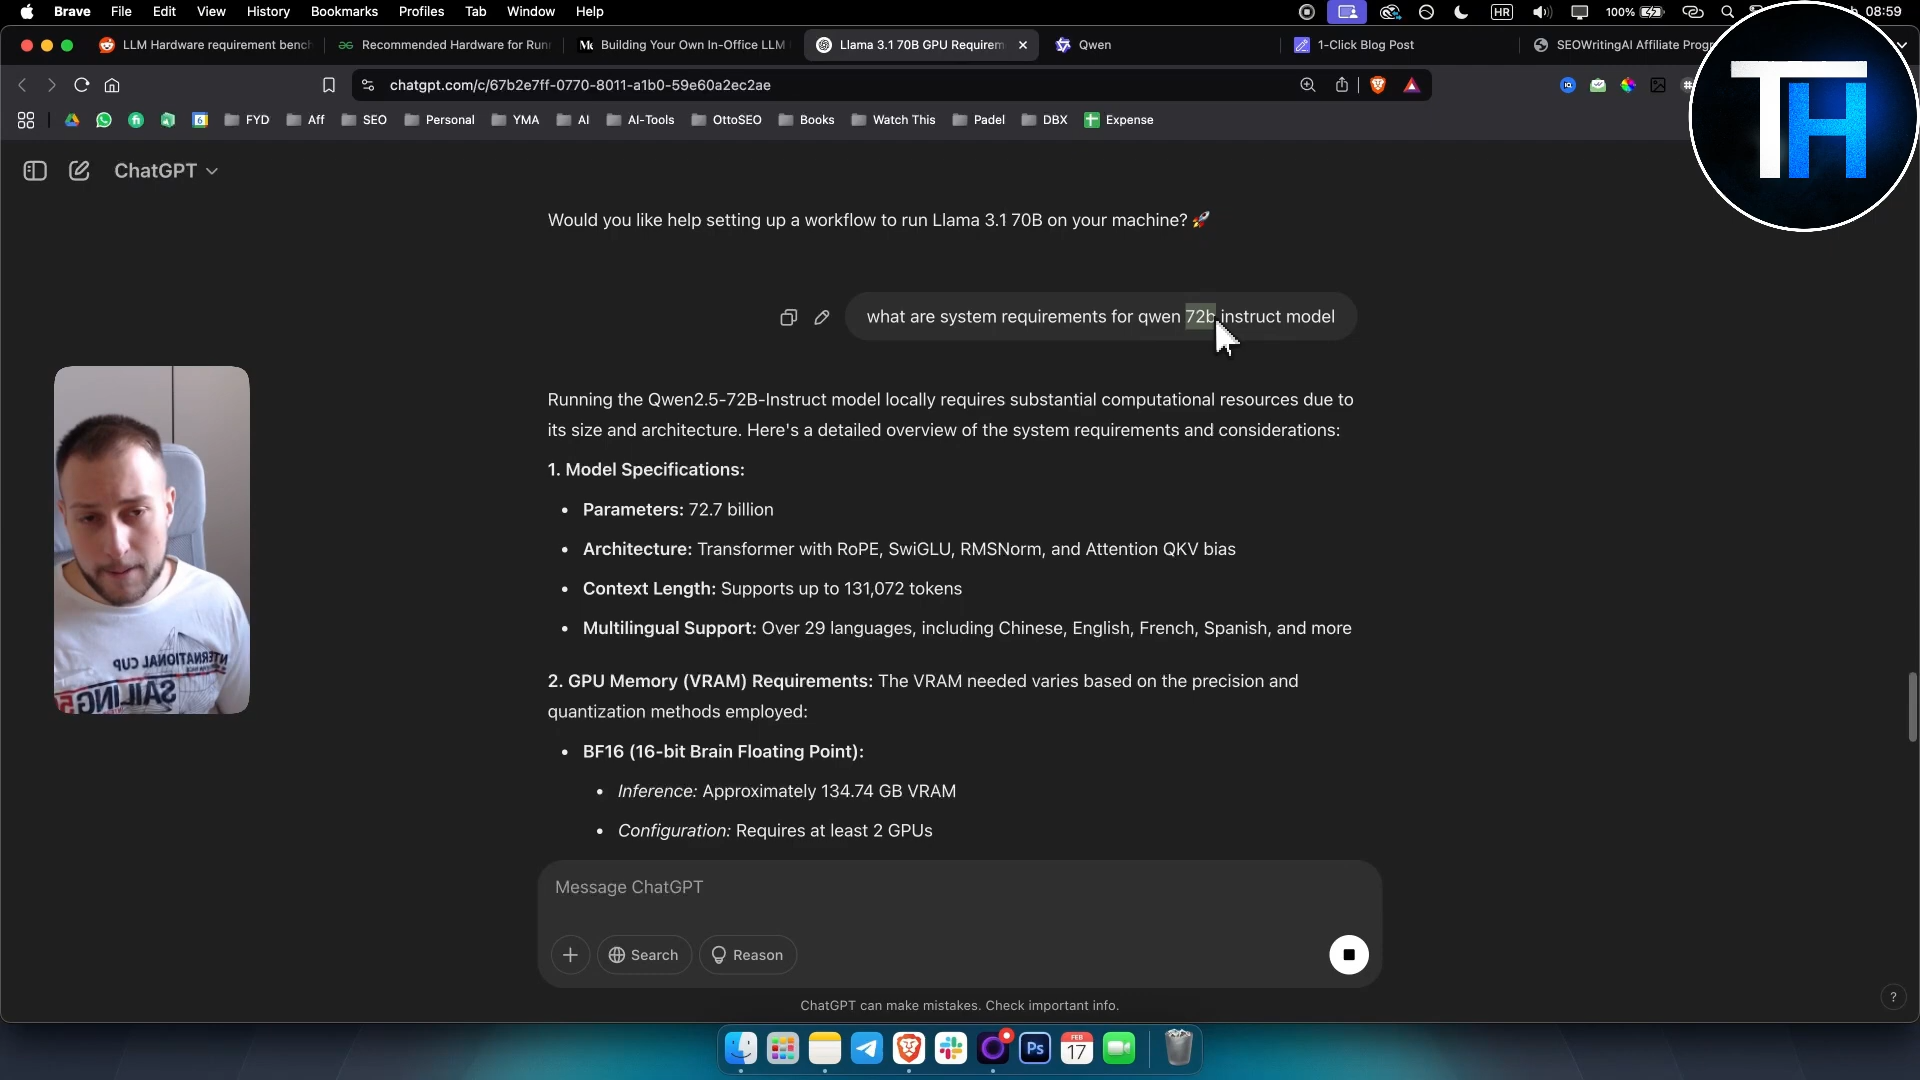 Brave File Edit View History Bookmarks Profiles Tab Window Help HR 100% 08:59
LLM Hardware requirement benc
Recommended Hardware for Runn
Building Your Own In-Office LLM
Llama 3.1 70B GPU Requirem
Qwen
1-Click Blog Post
SEOWritingAI Affiliate Prog
chatgpt.com/c/67b2e7ff-0770-8011-a1b0-59e60a2ec2ae
FYD Aff SEO Personal YMA AI AI-Tools OttoSEO Books Watch This Padel DBX Expense
TH
ChatGPT
Would you like help setting up a workflow to run Llama 3.1 70B on your machine? 🚀
what are system requirements for qwen 72b instruct model
Running the Qwen2.5-72B-Instruct model locally requires substantial computational resources due to
its size and architecture. Here's a detailed overview of the system requirements and considerations:
1. Model Specifications:
• Parameters: 72.7 billion
• Architecture: Transformer with RoPE, SwiGLU, RMSNorm, and Attention QKV bias
• Context Length: Supports up to 131,072 tokens
• Multilingual Support: Over 29 languages, including Chinese, English, French, Spanish, and more
2. GPU Memory (VRAM) Requirements: The VRAM needed varies based on the precision and
quantization methods employed:
• BF16 (16-bit Brain Floating Point):
• Inference: Approximately 134.74 GB VRAM
• Configuration: Requires at least 2 GPUs
INTERNATIONAL CUP
SAILING
Message ChatGPT
Search
Reason
ChatGPT can make mistakes. Check important info.
?
Ps
FEB
17